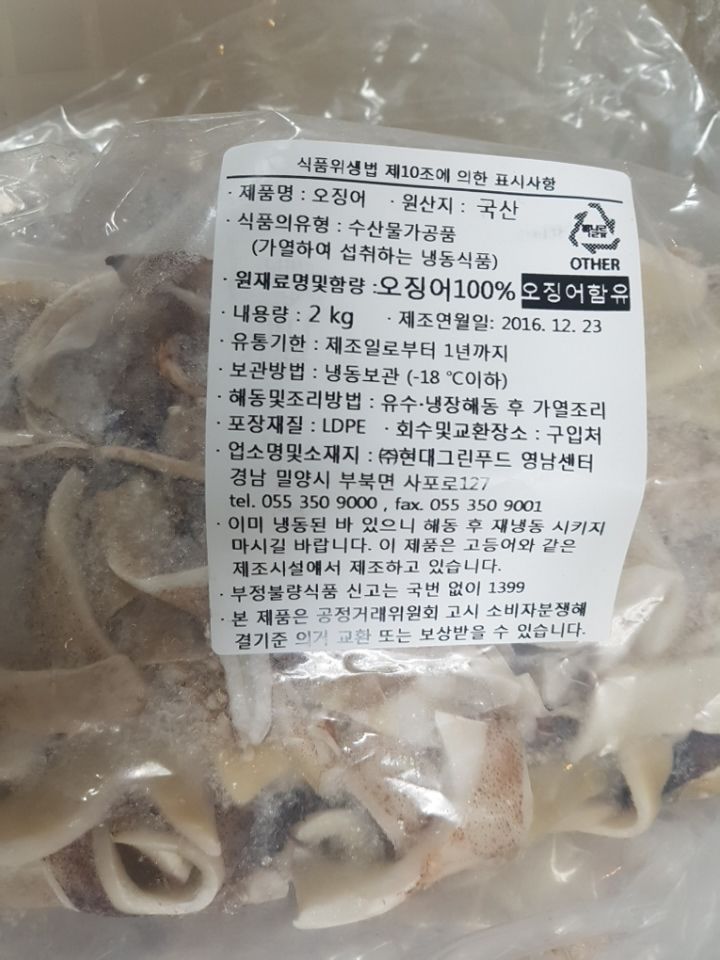 식품위생법 제10조에 의한 표시사항
· 제품명 : 오징어 · 원산지 : 국산
· 식품의유형 : 수산물가공품
(가열하여 섭취하는 냉동식품)
OTHER
· 원재료명및함량 :오징어100% 오징어함유
· 내용량 : 2 kg · 제조연월일: 2016. 12. 23
· 유통기한 : 제조일로부터 1년까지
· 보관방법 : 냉동보관 (-18 ℃이하)
· 해동및조리방법 : 유수·냉장해동 후 가열조리
· 포장재질 : LDPE · 회수및교환장소 : 구입처
· 업소명및소재지 : ㈜현대그린푸드 영남센터
경남 밀양시 부북면 사포로127
tel. 055 350 9000 , fax. 055 350 9001
· 이미 냉동된 바 있으니 해동 후 재냉동 시키지
마시길 바랍니다. 이 제품은 고등어와 같은
제조시설에서 제조하고 있습니다.
· 부정불량식품 신고는 국번 없이 1399
· 본 제품은 공정거래위원회 고시 소비자분쟁해
결기준 의거 교환 또는 보상받을 수 있습니다.